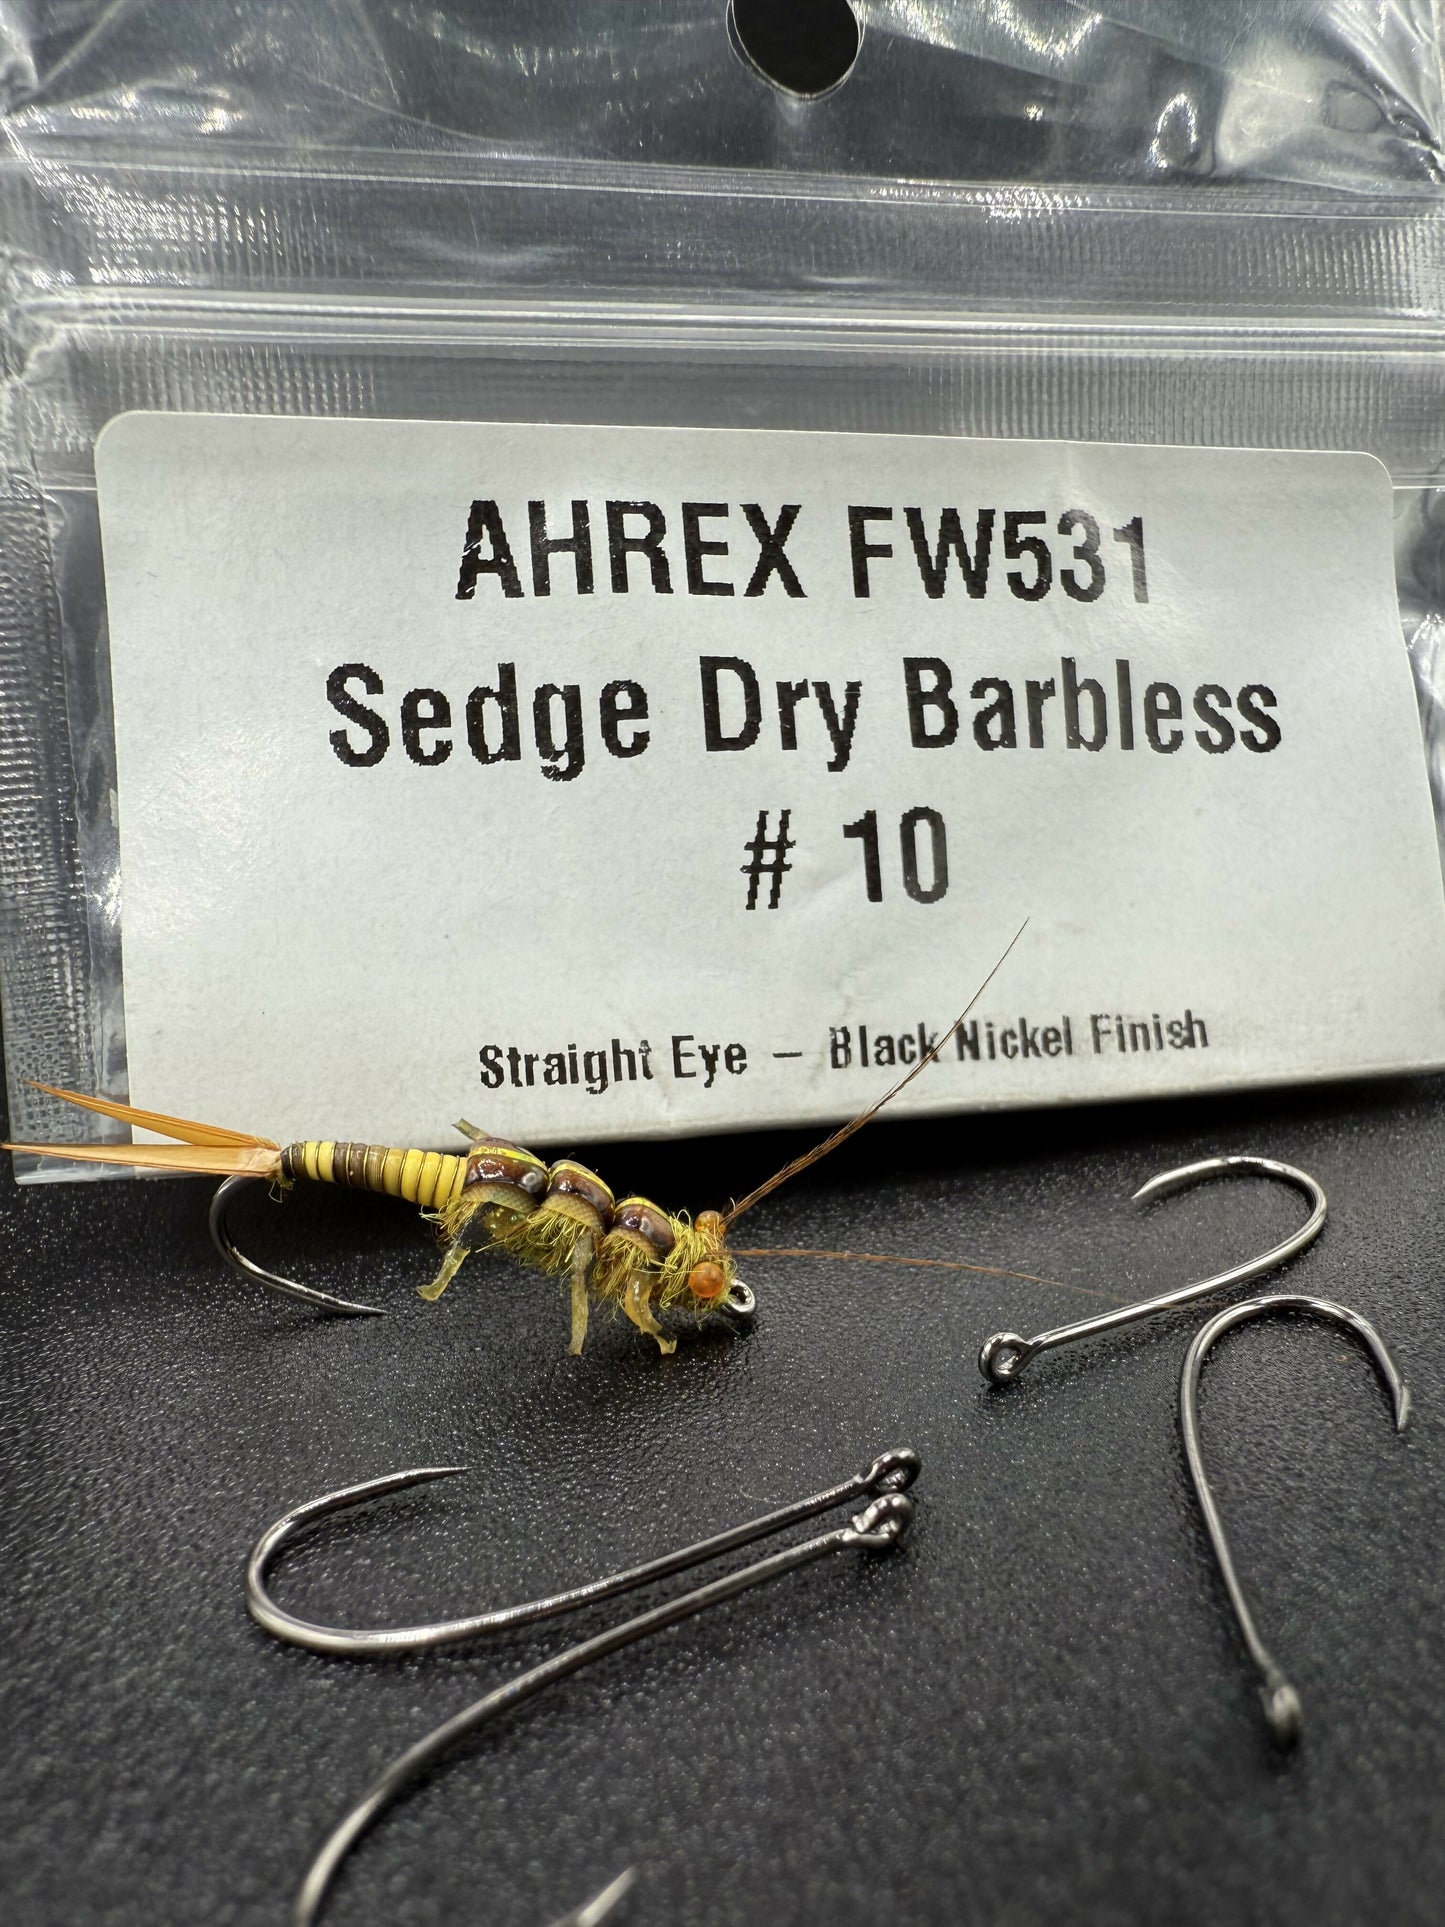 AHREX FW531
Sedge Dry Barbless
# 10
Straight Eye – Black Nickel Finish